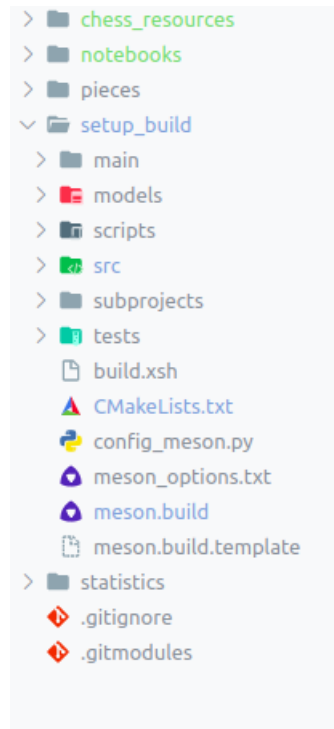 chess_resources
notebooks
pieces
setup_build
main
models
scripts
src
subprojects
tests
build.xsh
CMakeLists.txt
config_meson.py
meson_options.txt
meson.build
meson.build.template
statistics
.gitignore
.gitmodules